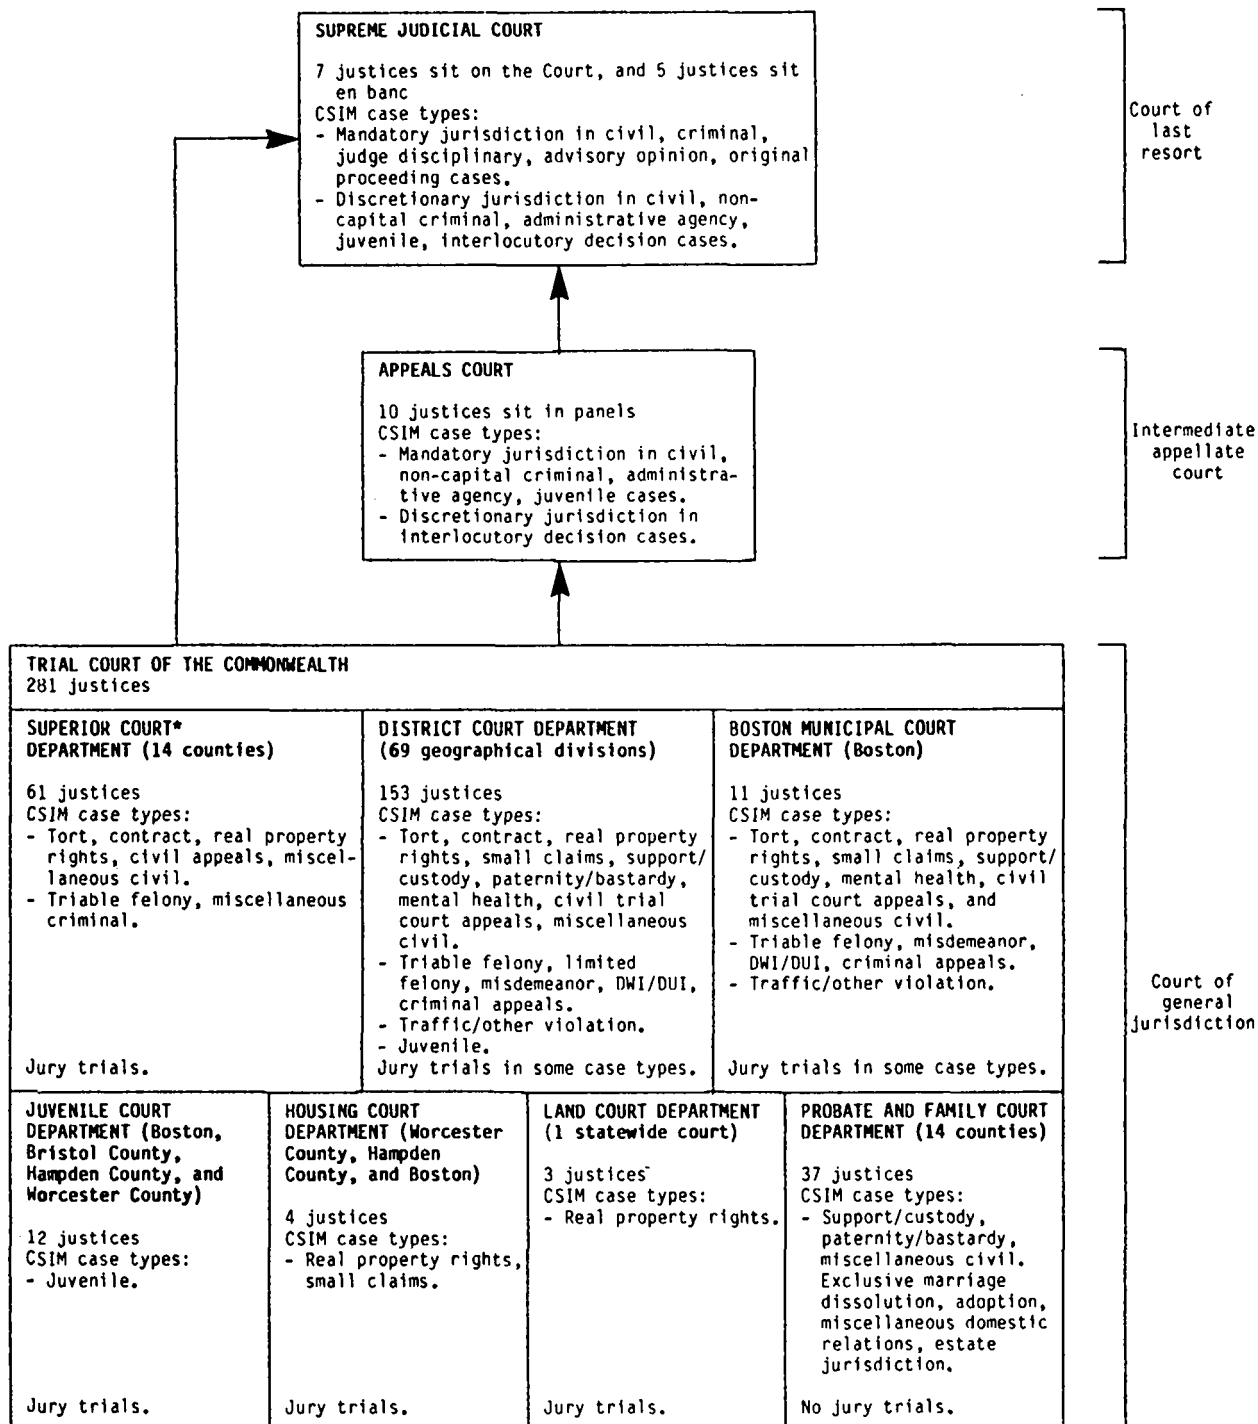 SUPREME JUDICIAL COURT
7 justices sit on the Court, and 5 justices sit
en banc
CSIM case types:
- Mandatory jurisdiction in civil, criminal,
judge disciplinary, advisory opinion, original
proceeding cases.
- Discretionary jurisdiction in civil, non-
capital criminal, administrative agency,
juvenile, interlocutory decision cases.
Court of
last
resort
APPEALS COURT
10 justices sit in panels
CSIM case types:
- Mandatory jurisdiction in civil,
non-capital criminal, administra-
tive agency, juvenile cases.
- Discretionary jurisdiction in
interlocutory decision cases.
Intermediate
appellate
court
TRIAL COURT OF THE COMMONWEALTH
281 justices
SUPERIOR COURT*
DEPARTMENT (14 counties)
61 justices
CSIM case types:
- Tort, contract, real property
rights, civil appeals, miscel-
laneous civil.
- Triable felony, miscellaneous
criminal.
Jury trials.
DISTRICT COURT DEPARTMENT
(69 geographical divisions)
153 justices
CSIM case types:
- Tort, contract, real property
rights, small claims, support/
custody, paternity/bastardy,
mental health, civil trial
court appeals, miscellaneous
civil.
- Triable felony, limited
felony, misdemeanor, DWI/DUI,
criminal appeals.
- Traffic/other violation.
- Juvenile.
Jury trials in some case types.
BOSTON MUNICIPAL COURT
DEPARTMENT (Boston)
11 justices
CSIM case types:
- Tort, contract, real property
rights, small claims, support/
custody, mental health, civil
trial court appeals, and
miscellaneous civil.
- Triable felony, misdemeanor,
DWI/DUI, criminal appeals.
- Traffic/other violation.
Jury trials in some case types.
Court of
general
jurisdiction
JUVENILE COURT
DEPARTMENT (Boston,
Bristol County,
Hampden County, and
Worcester County)
12 justices
CSIM case types:
- Juvenile.
Jury trials.
HOUSING COURT
DEPARTMENT (Worcester
County, Hampden
County, and Boston)
4 justices
CSIM case types:
- Real property rights,
small claims.
Jury trials.
LAND COURT DEPARTMENT
(1 statewide court)
3 justices
CSIM case types:
- Real property rights.
Jury trials.
PROBATE AND FAMILY COURT
DEPARTMENT (14 counties)
37 justices
CSIM case types:
- Support/custody,
paternity/bastardy,
miscellaneous civil.
Exclusive marriage
dissolution, adoption,
miscellaneous domestic
relations, estate
jurisdiction.
No jury trials.